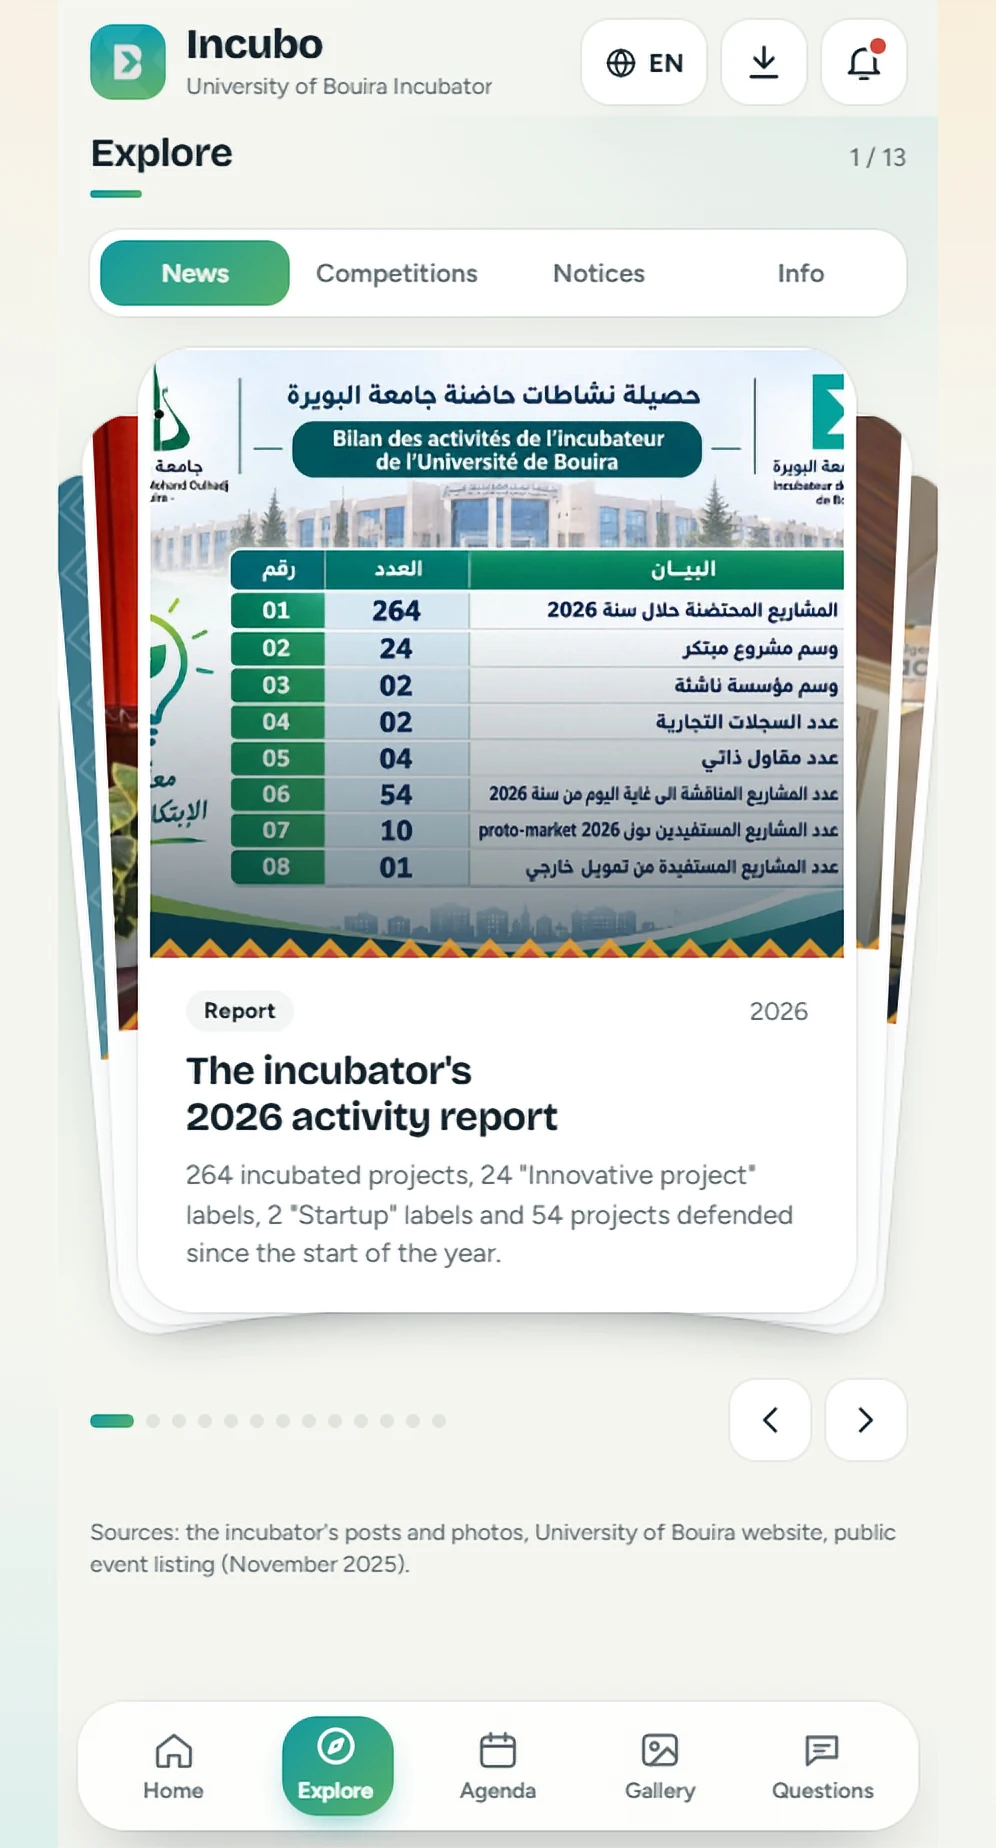 Incubo
University of Bouira Incubator
EN
Explore
1 / 13
News
Competitions
Notices
Info
حصيلة نشاطات حاضنة جامعة البويرة
Bilan des activités de l'incubateur
de l'Université de Bouira
جامعة
البويرة
رقم العدد البيـان
01 264 المشاريع المحتضنة خلال سنة 2026
02 24 وسم مشروع مبتكر
03 02 وسم مؤسسة ناشئة
04 02 عدد السجلات التجارية
05 04 عدد مقاول ذاتي
06 54 عدد المشاريع المناقشة الى غاية اليوم من سنة 2026
07 10 عدد المشاريع المستفيدين نون proto-market 2026
08 01 عدد المشاريع المستفيدة من تمويل خارجي
Report
2026
The incubator's
2026 activity report
264 incubated projects, 24 "Innovative project"
labels, 2 "Startup" labels and 54 projects defended
since the start of the year.
Sources: the incubator's posts and photos, University of Bouira website, public
event listing (November 2025).
Home
Explore
Agenda
Gallery
Questions